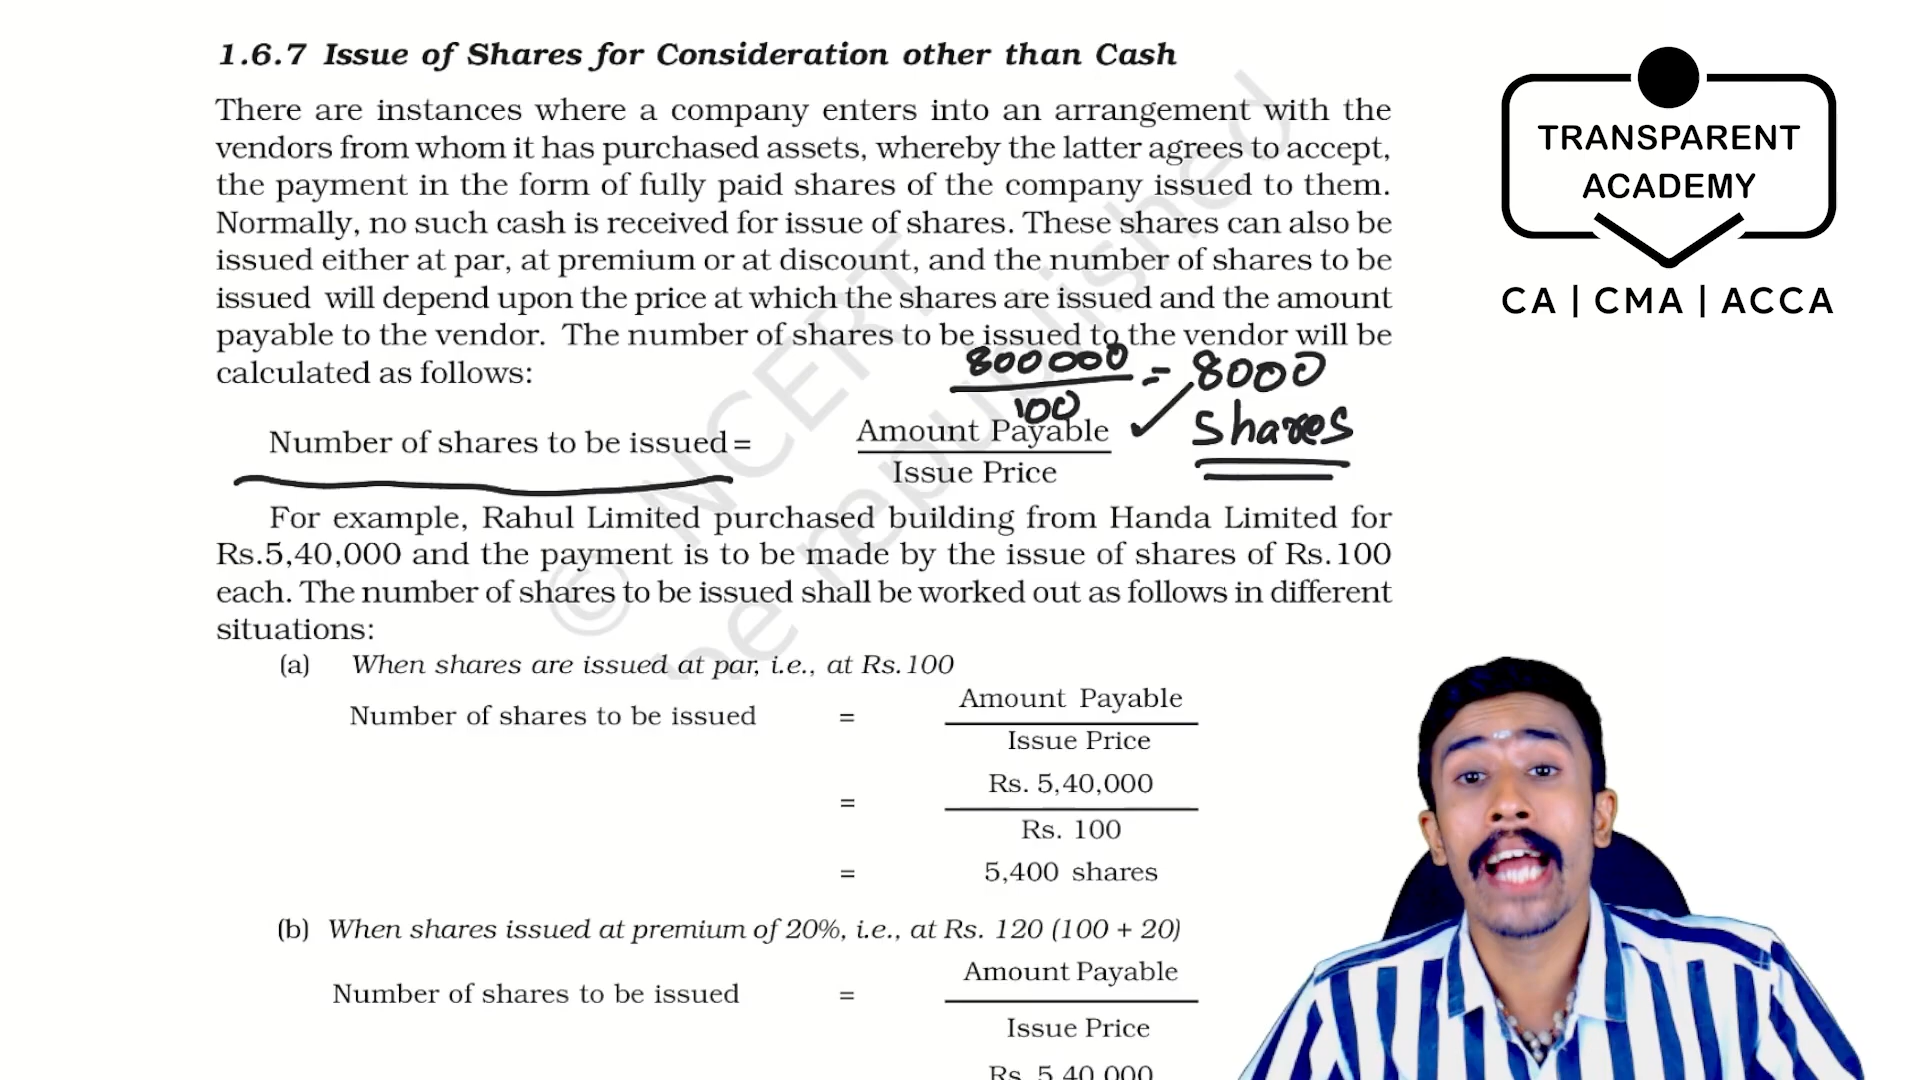 1.6.7 Issue of Shares for Consideration other than Cash
There are instances where a company enters into an arrangement with the
vendors from whom it has purchased assets, whereby the latter agrees to accept,
the payment in the form of fully paid shares of the company issued to them.
Normally, no such cash is received for issue of shares. These shares can also be
issued either at par, at premium or at discount, and the number of shares to be
issued will depend upon the price at which the shares are issued and the amount
payable to the vendor. The number of shares to be issued to the vendor will be
calculated as follows:
800000
100
= 8000
shares
Number of shares to be issued =
Amount Payable
Issue Price
For example, Rahul Limited purchased building from Handa Limited for
Rs.5,40,000 and the payment is to be made by the issue of shares of Rs.100
each. The number of shares to be issued shall be worked out as follows in different
situations:
(a) When shares are issued at par, i.e., at Rs.100
Number of shares to be issued =
Amount Payable
Issue Price
=
Rs. 5,40,000
Rs. 100
= 5,400 shares
(b) When shares issued at premium of 20%, i.e., at Rs. 120 (100 + 20)
Number of shares to be issued =
Amount Payable
Issue Price
Rs. 5,40,000
© NCERT
be republished
TRANSPARENT
ACADEMY
CA | CMA | ACCA